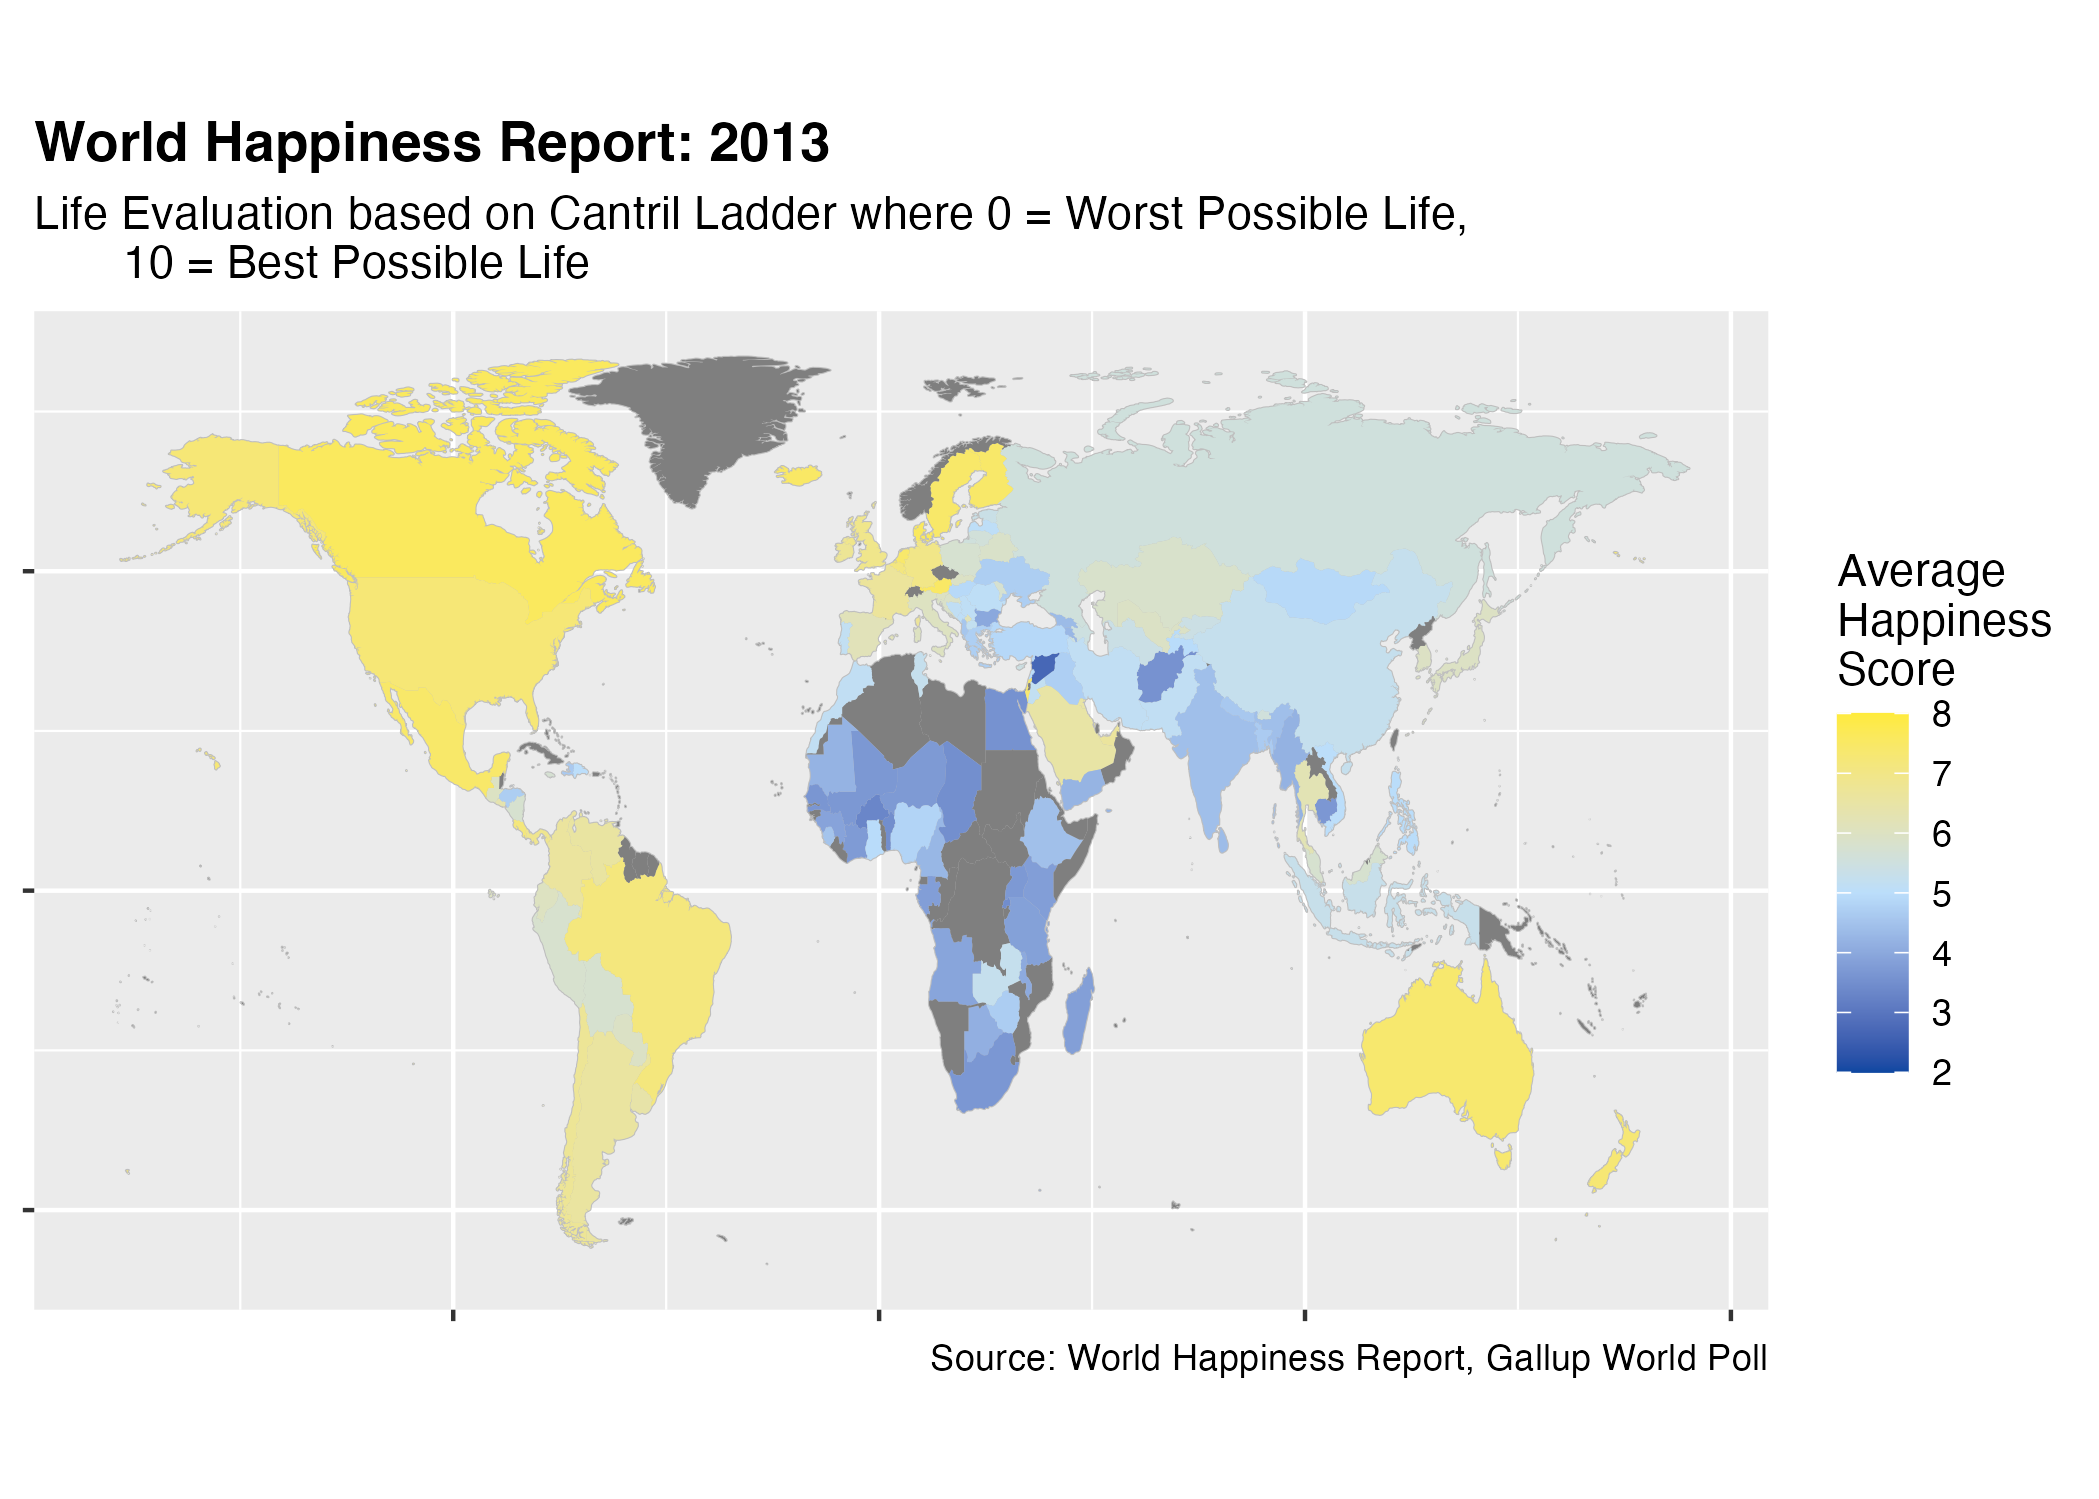 World Happiness Report: 2013
Life Evaluation based on Cantril Ladder where 0 = Worst Possible Life,
10 = Best Possible Life
Average
Happiness
Score
8
7
6
5
4
3
2
Source: World Happiness Report, Gallup World Poll